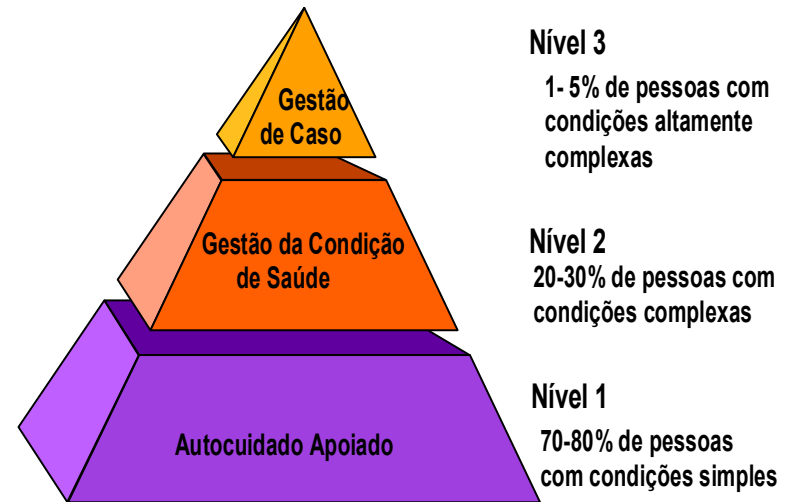 Gestão
de Caso
Nível 3
1- 5% de pessoas com
condições altamente
complexas
Gestão da Condição
de Saúde
Nível 2
20-30% de pessoas com
condições complexas
Autocuidado Apoiado
Nível 1
70-80% de pessoas
com condições simples